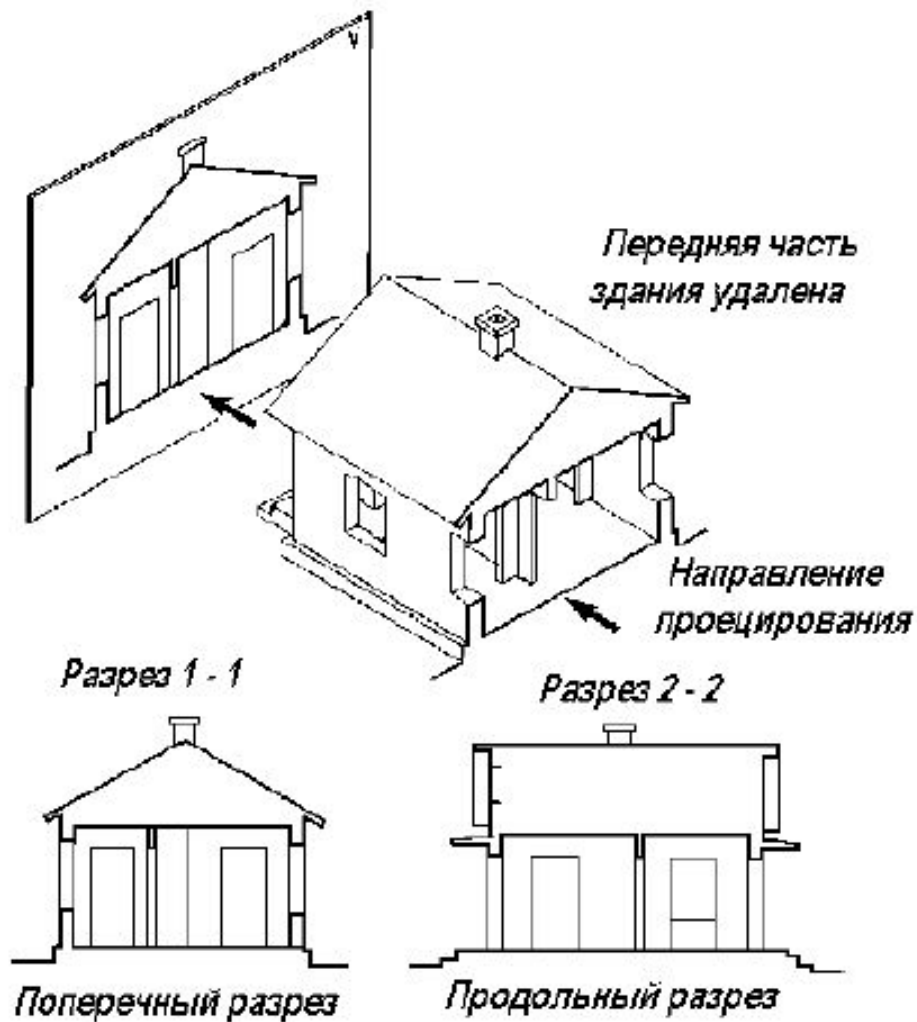 V
Передняя часть
здания удалена
Направление
проецирования
Разрез 1 - 1
Разрез 2 - 2
Поперечный разрез
Продольный разрез